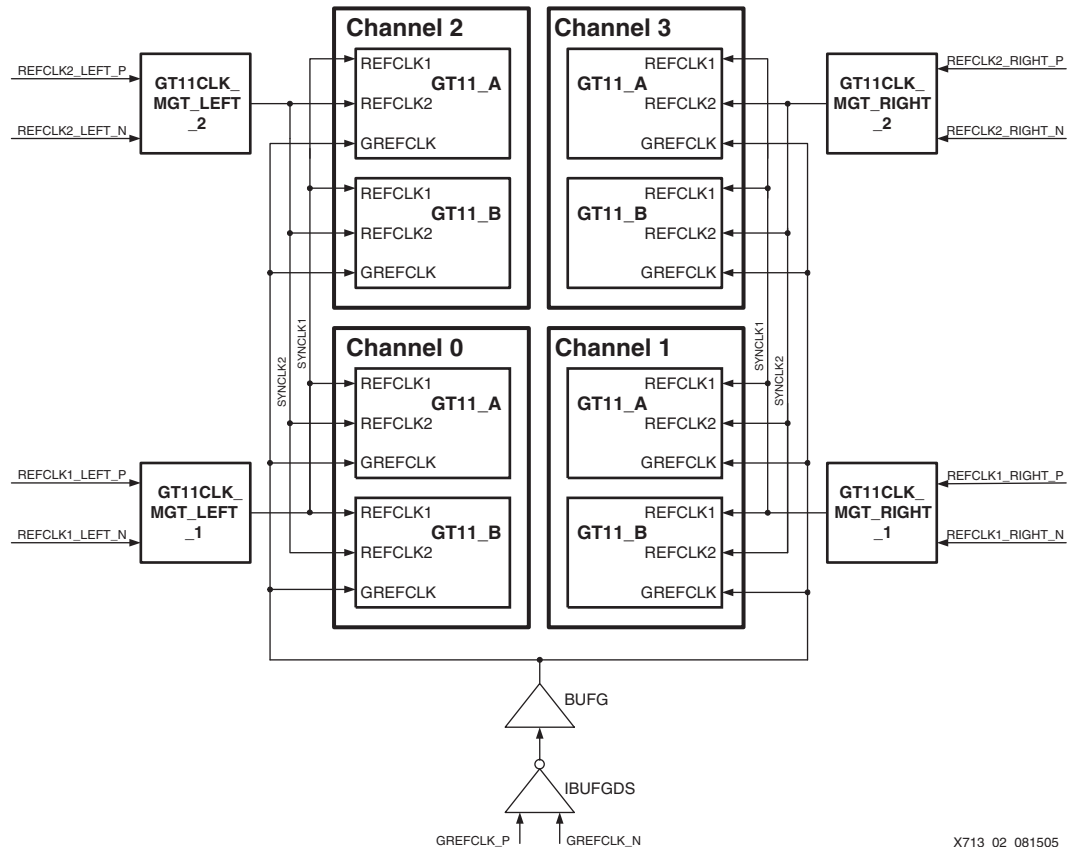 Channel 2
Channel 3
REFCLK2_LEFT_P
REFCLK2_LEFT_N
GT11CLK_
MGT_LEFT
_2
REFCLK1
GT11_A
REFCLK2
GREFCLK
REFCLK1
GT11_B
REFCLK2
GREFCLK
REFCLK1
GT11_A
REFCLK2
GREFCLK
REFCLK1
GT11_B
REFCLK2
GREFCLK
GT11CLK_
MGT_RIGHT
_2
REFCLK2_RIGHT_P
REFCLK2_RIGHT_N
SYNCLK2
SYNCLK1
SYNCLK1
SYNCLK2
Channel 0
Channel 1
REFCLK1_LEFT_P
REFCLK1_LEFT_N
GT11CLK_
MGT_LEFT
_1
REFCLK1
GT11_A
REFCLK2
GREFCLK
REFCLK1
GT11_B
REFCLK2
GREFCLK
REFCLK1
GT11_A
REFCLK2
GREFCLK
REFCLK1
GT11_B
REFCLK2
GREFCLK
GT11CLK_
MGT_RIGHT
_1
REFCLK1_RIGHT_P
REFCLK1_RIGHT_N
BUFG
IBUFGDS
GREFCLK_P
GREFCLK_N
X713_02_081505